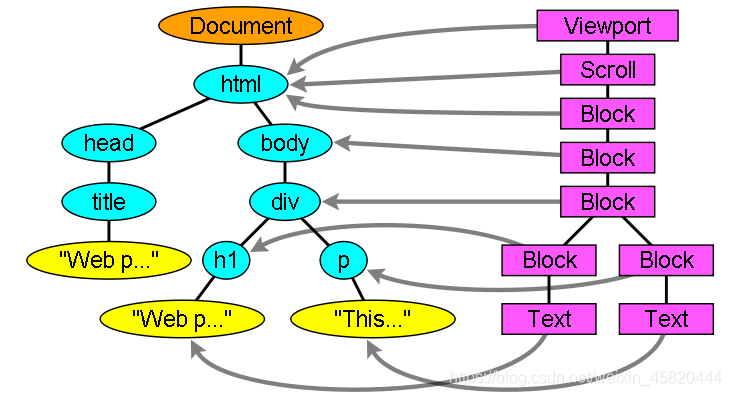 Document
Viewport
html
Scroll
Block
head
body
Block
title
div
Block
"Web p..."
h1
p
Block
Block
"Web p..."
"This..."
Text
Text
https://blog.csdn.net/weixin_45820444